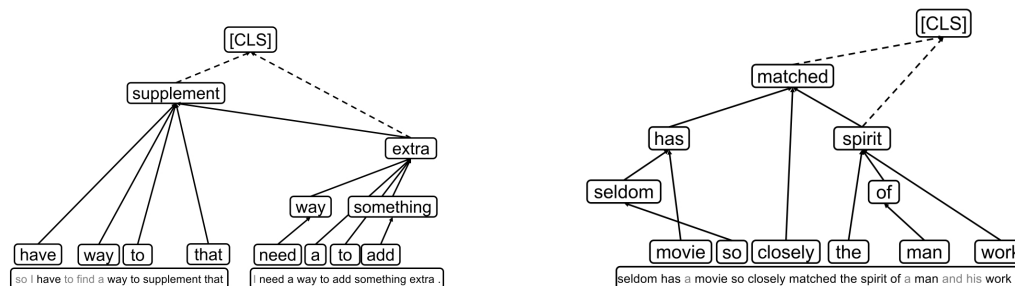 [CLS]
[CLS]
matched
supplement
has
spirit
extra
seldom
of
way
something
have
way
to
that
need
a
to
add
movie
so
closely
the
man
work
so I have to find a way to supplement that
I need a way to add something extra .
seldom has a movie so closely matched the spirit of a man and his work